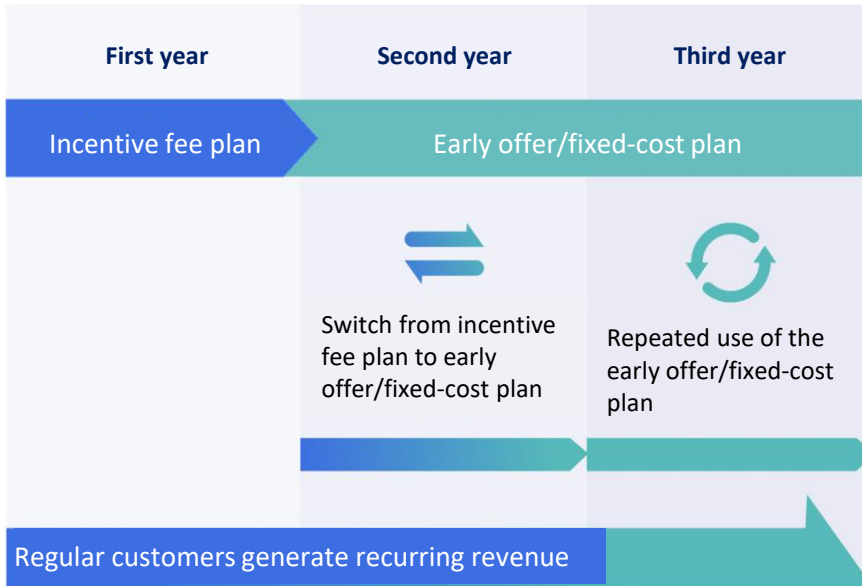 First year
Second year
Third year
Incentive fee plan
Early offer/fixed-cost plan
Switch from incentive
fee plan to early
offer/fixed-cost plan
Repeated use of the
early offer/fixed-cost
plan
Regular customers generate recurring revenue